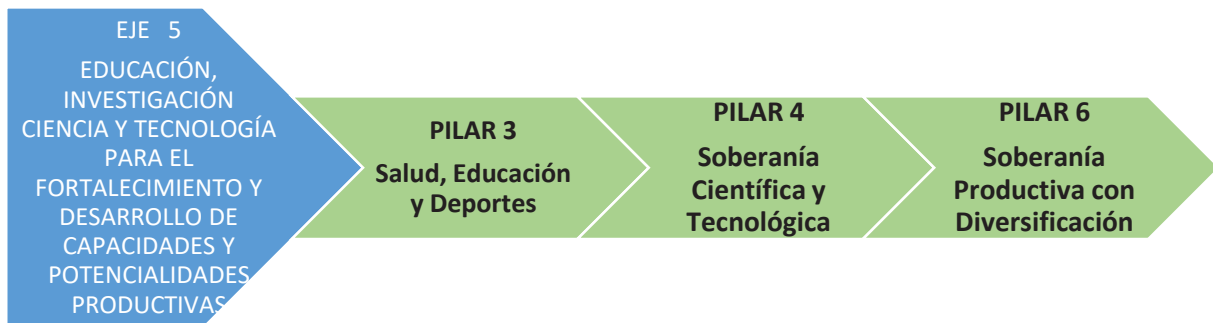 EJE 5
EDUCACIÓN,
INVESTIGACIÓN
CIENCIA Y TECNOLOGÍA
PARA EL
FORTALECIMIENTO Y
DESARROLLO DE
CAPACIDADES Y
POTENCIALIDADES
PRODUCTIVAS
PILAR 3
Salud, Educación
y Deportes
PILAR 4
Soberanía
Científica y
Tecnológica
PILAR 6
Soberanía
Productiva con
Diversificación